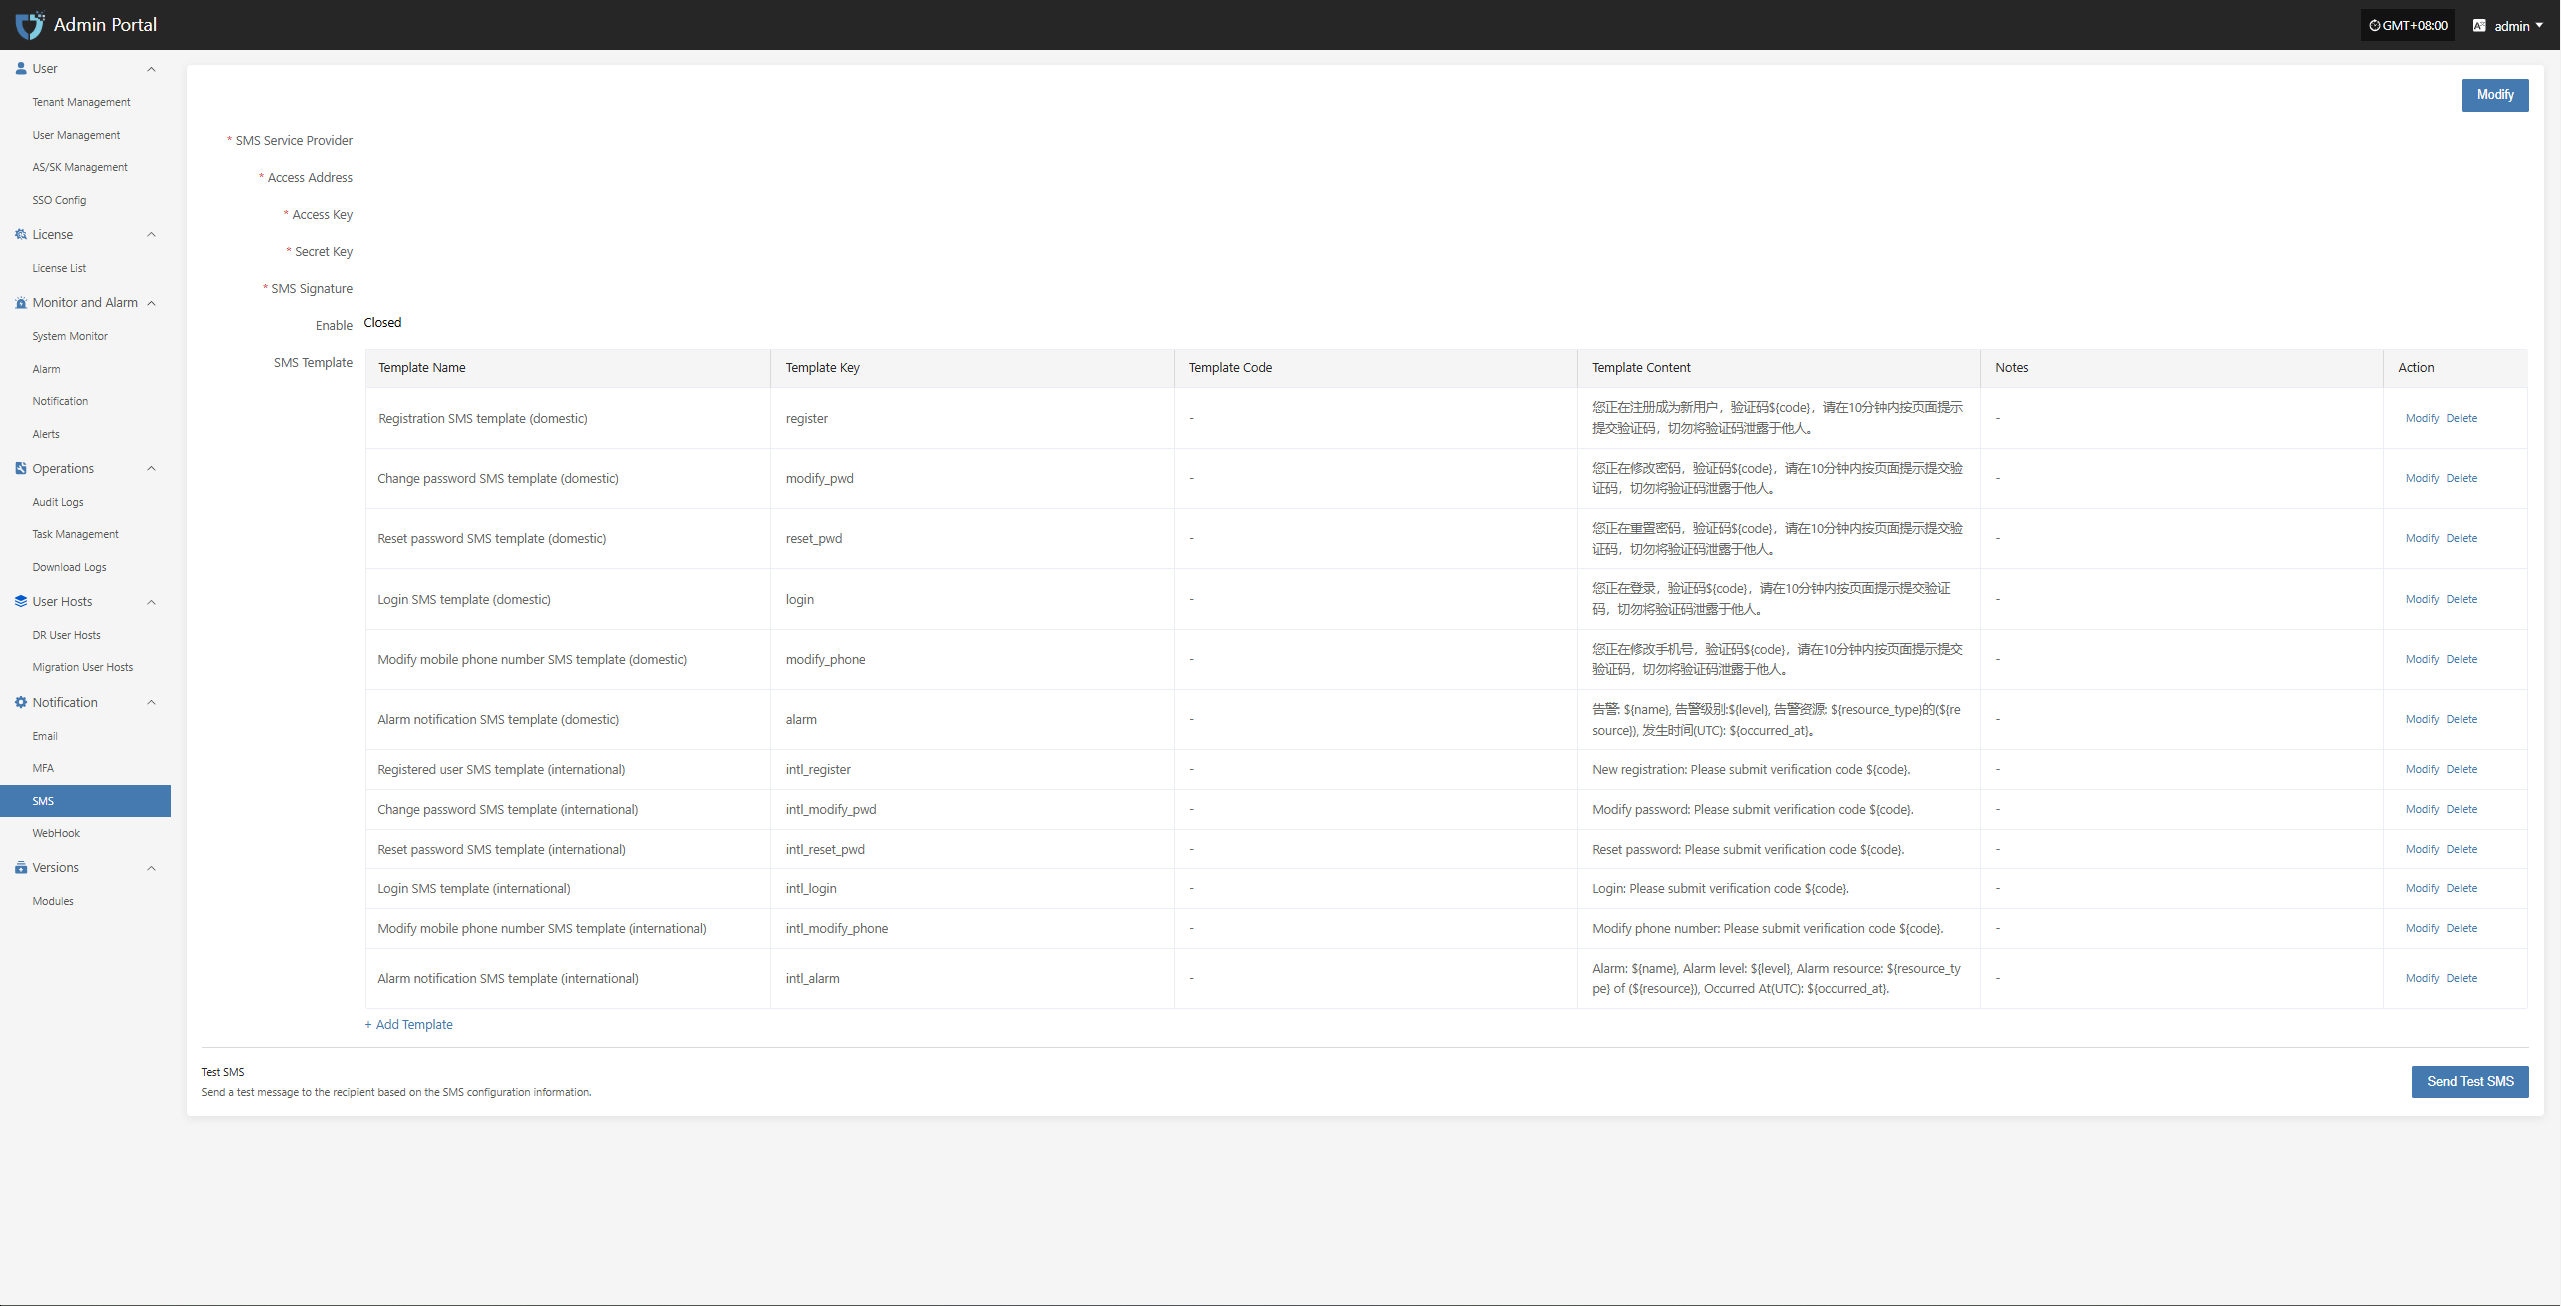 Admin Portal
GMT+08:00
admin
User
Tenant Management
User Management
AS/SK Management
SSO Config
License
License List
Monitor and Alarm
System Monitor
Alarm
Notification
Alerts
Operations
Audit Logs
Task Management
Download Logs
User Hosts
DR User Hosts
Migration User Hosts
Notification
Email
MFA
SMS
WebHook
Versions
Modules
Modify
* SMS Service Provider
* Access Address
* Access Key
* Secret Key
* SMS Signature
Enable Closed
SMS Template
Template Name Template Key Template Code Template Content Notes Action
Registration SMS template (domestic) register - 您正在注册成为新用户，验证码${code}，请在10分钟内按页面提示 - Modify Delete
提交验证码，切勿将验证码泄露于他人。
Change password SMS template (domestic) modify_pwd - 您正在修改密码，验证码${code}，请在10分钟内按页面提示提交验 - Modify Delete
证码，切勿将验证码泄露于他人。
Reset password SMS template (domestic) reset_pwd - 您正在重置密码，验证码${code}，请在10分钟内按页面提示提交验 - Modify Delete
证码，切勿将验证码泄露于他人。
Login SMS template (domestic) login - 您正在登录，验证码${code}，请在10分钟内按页面提示提交验证 - Modify Delete
码，切勿将验证码泄露于他人。
Modify mobile phone number SMS template (domestic) modify_phone - 您正在修改手机号，验证码${code}，请在10分钟内按页面提示提交 - Modify Delete
验证码，切勿将验证码泄露于他人。
Alarm notification SMS template (domestic) alarm - 告警: ${name}, 告警级别:${level}, 告警资源: ${resource_type}的(${re - Modify Delete
source}), 发生时间(UTC): ${occurred_at}。
Registered user SMS template (international) intl_register - New registration: Please submit verification code ${code}. - Modify Delete
Change password SMS template (international) intl_modify_pwd - Modify password: Please submit verification code ${code}. - Modify Delete
Reset password SMS template (international) intl_reset_pwd - Reset password: Please submit verification code ${code}. - Modify Delete
Login SMS template (international) intl_login - Login: Please submit verification code ${code}. - Modify Delete
Modify mobile phone number SMS template (international) intl_modify_phone - Modify phone number: Please submit verification code ${code}. - Modify Delete
Alarm notification SMS template (international) intl_alarm - Alarm: ${name}, Alarm level: ${level}, Alarm resource: ${resource_ty - Modify Delete
pe} of (${resource}), Occurred At(UTC): ${occurred_at}.
+ Add Template
Test SMS
Send a test message to the recipient based on the SMS configuration information.
Send Test SMS